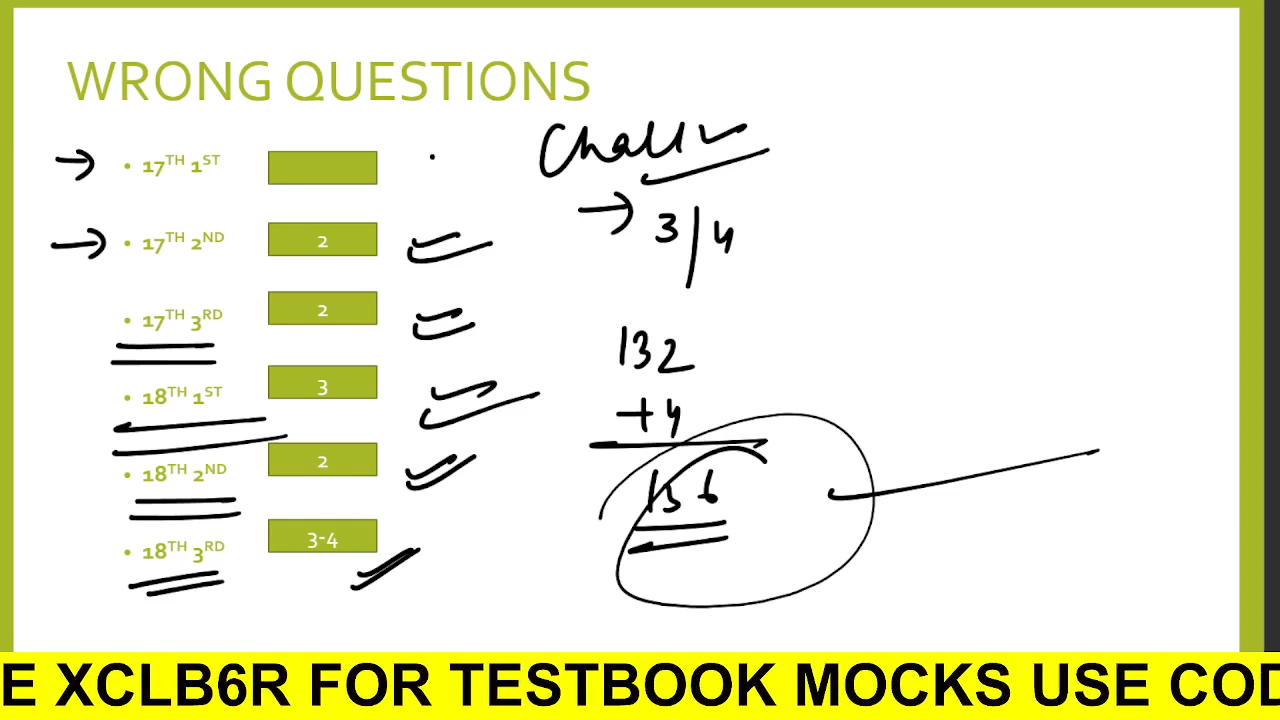 WRONG QUESTIONS
• 17TH 1ST
• 17TH 2ND 2
• 17TH 3RD 2
• 18TH 1ST 3
• 18TH 2ND 2
• 18TH 3RD 3-4
3/4
132
+4
156
E XCLB6R FOR TESTBOOK MOCKS USE COD